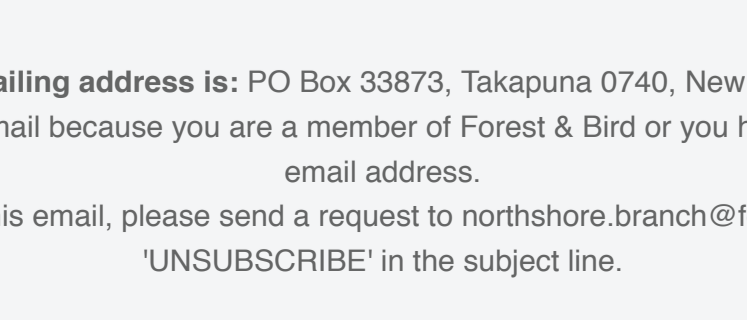 ailing address is: PO Box 33873, Takapuna 0740, New
nail because you are a member of Forest & Bird or you h
email address.
is email, please send a request to northshore.branch@f
'UNSUBSCRIBE' in the subject line.